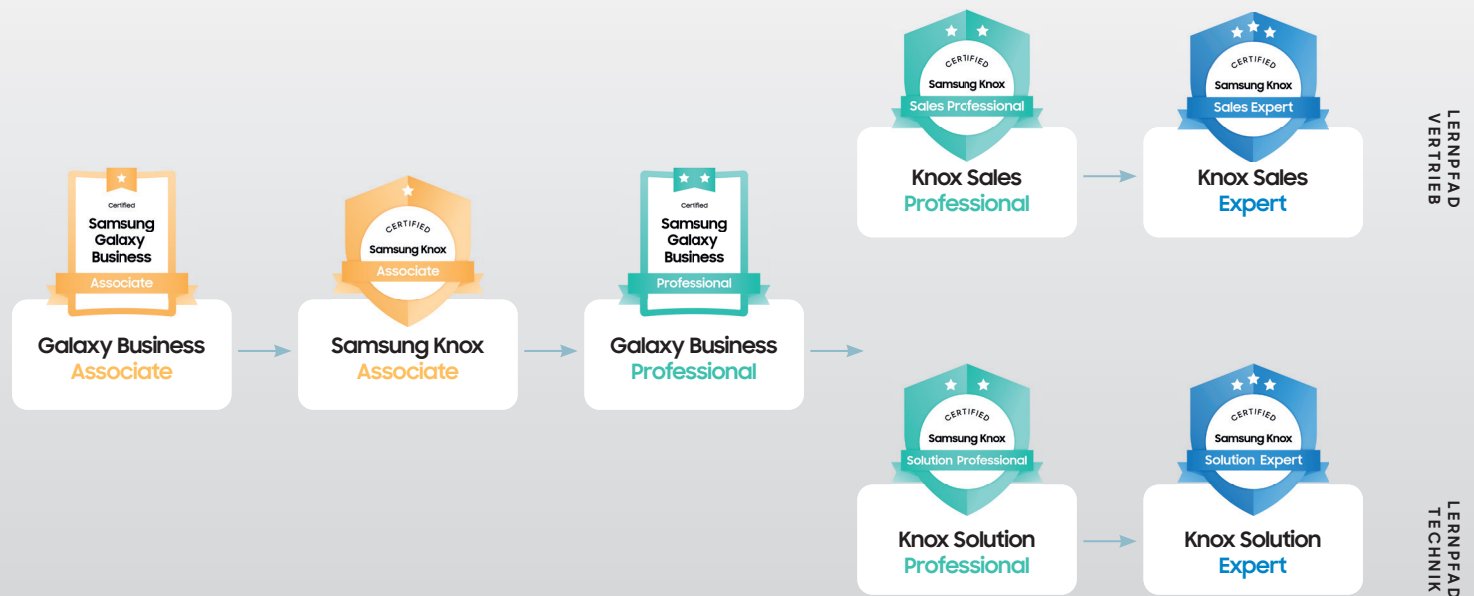 Certified
Samsung
Galaxy
Business
Associate
Galaxy Business
Associate
CERTIFIED
Samsung Knox
Associate
Samsung Knox
Associate
Certified
Samsung
Galaxy
Business
Professional
Galaxy Business
Professional
CERTIFIED
Samsung Knox
Sales Professional
Knox Sales
Professional
CERTIFIED
Samsung Knox
Sales Expert
Knox Sales
Expert
LERNPFAD
VERTRIEB
CERTIFIED
Samsung Knox
Solution Professional
Knox Solution
Professional
CERTIFIED
Samsung Knox
Solution Expert
Knox Solution
Expert
LERNPFAD
TECHNIK